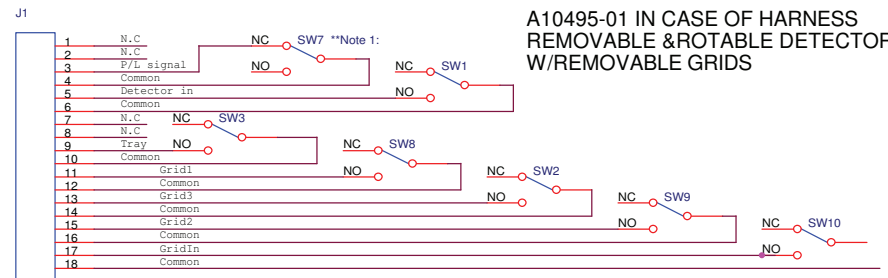 J1
A10495-01 IN CASE OF HARNESS
REMOVABLE &ROTABLE DETECTOR
W/REMOVABLE GRIDS
1 N.C NC SW7 **Note 1:
2 N.C
3 P/L signal NO NC SW1
4 Common
5 Detector in NO
6 Common
7 N.C NC SW3
8 N.C
9 Tray NO NC SW8
10 Common
11 Grid1 NO NC SW2
12 Common
13 Grid3 NO NC SW9
14 Common
15 Grid2 NO NC SW10
16 Common
17 GridIn NO
18 Common